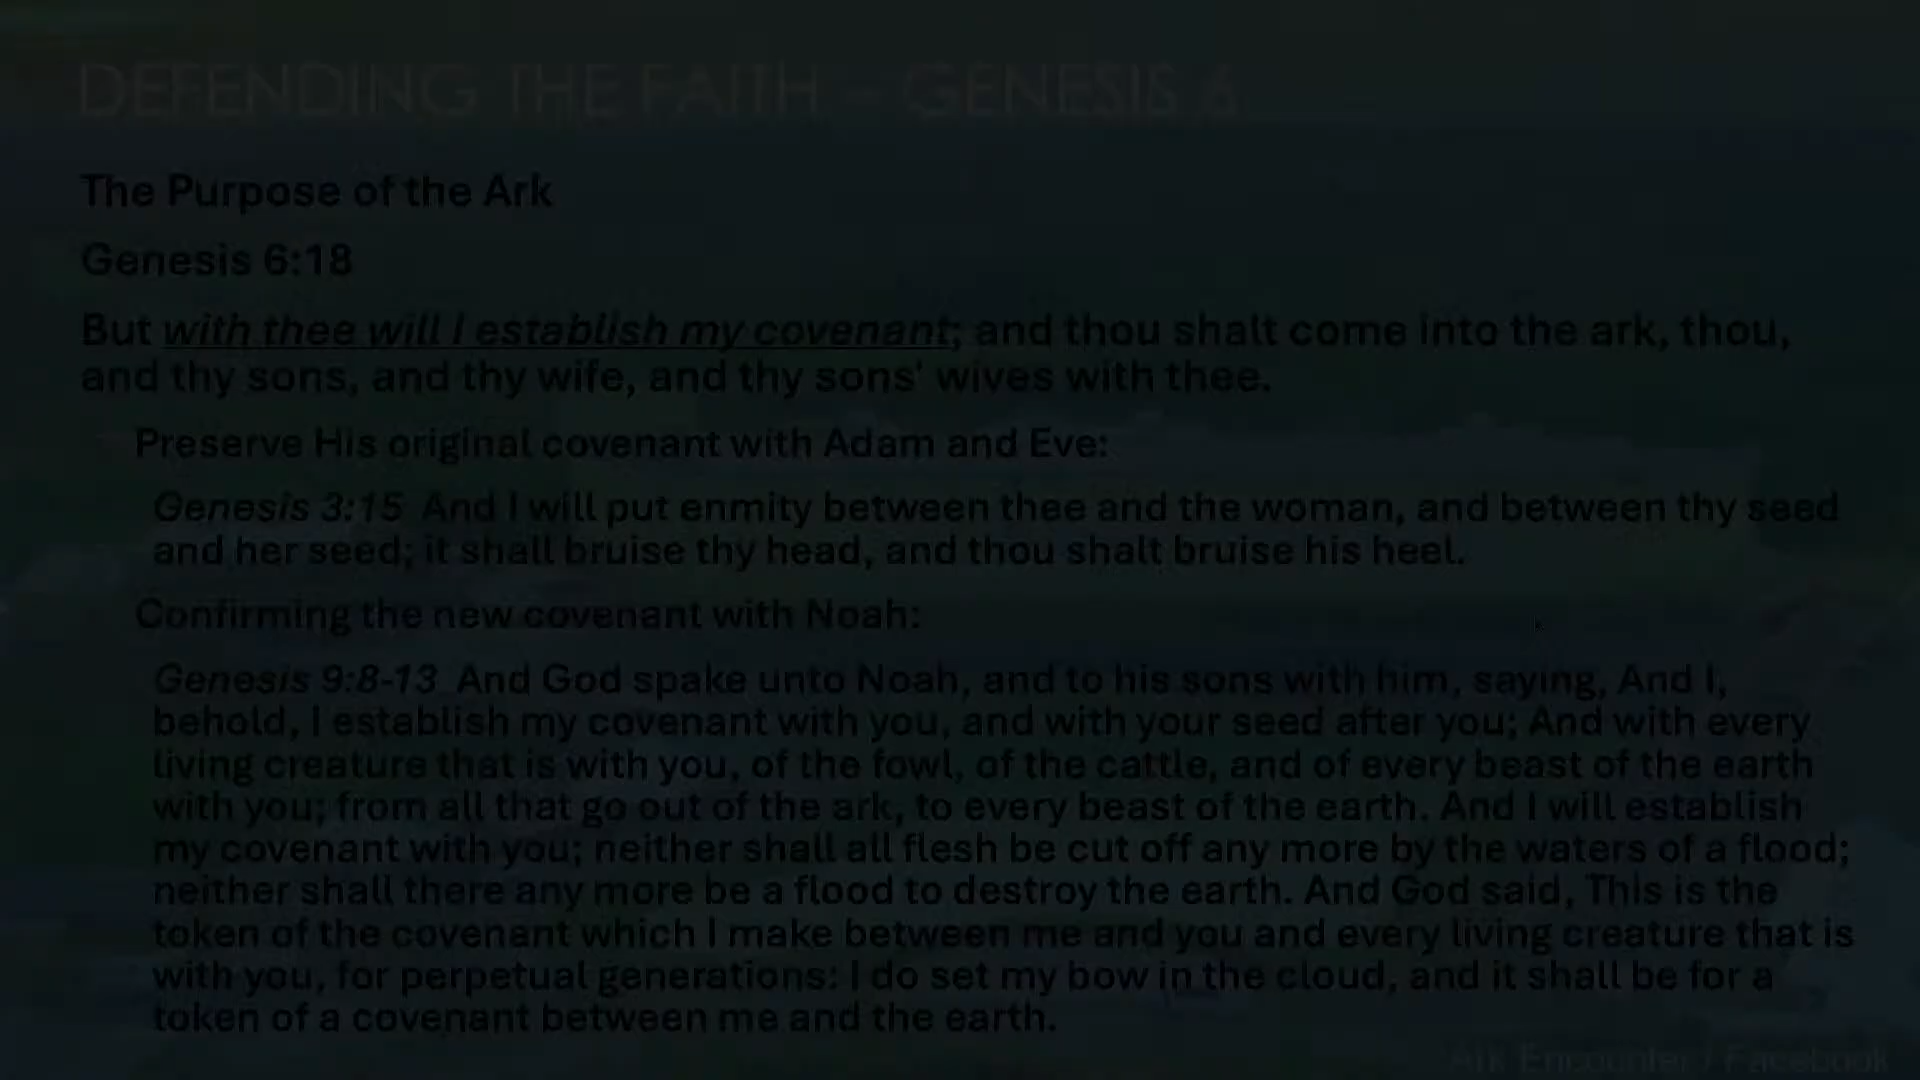 DEFENDING THE FAITH – GENESIS 6
The Purpose of the Ark
Genesis 6:18
But with thee will I establish my covenant; and thou shalt come into the ark, thou,
and thy sons, and thy wife, and thy sons' wives with thee.
Preserve His original covenant with Adam and Eve:
Genesis 3:15 And I will put enmity between thee and the woman, and between thy seed
and her seed; it shall bruise thy head, and thou shalt bruise his heel.
Confirming the new covenant with Noah:
Genesis 9:8-13 And God spake unto Noah, and to his sons with him, saying, And I,
behold, I establish my covenant with you, and with your seed after you; And with every
living creature that is with you, of the fowl, of the cattle, and of every beast of the earth
with you; from all that go out of the ark, to every beast of the earth. And I will establish
my covenant with you; neither shall all flesh be cut off any more by the waters of a flood;
neither shall there any more be a flood to destroy the earth. And God said, This is the
token of the covenant which I make between me and you and every living creature that is
with you, for perpetual generations: I do set my bow in the cloud, and it shall be for a
token of a covenant between me and the earth.
Ark Encounter / Facebook